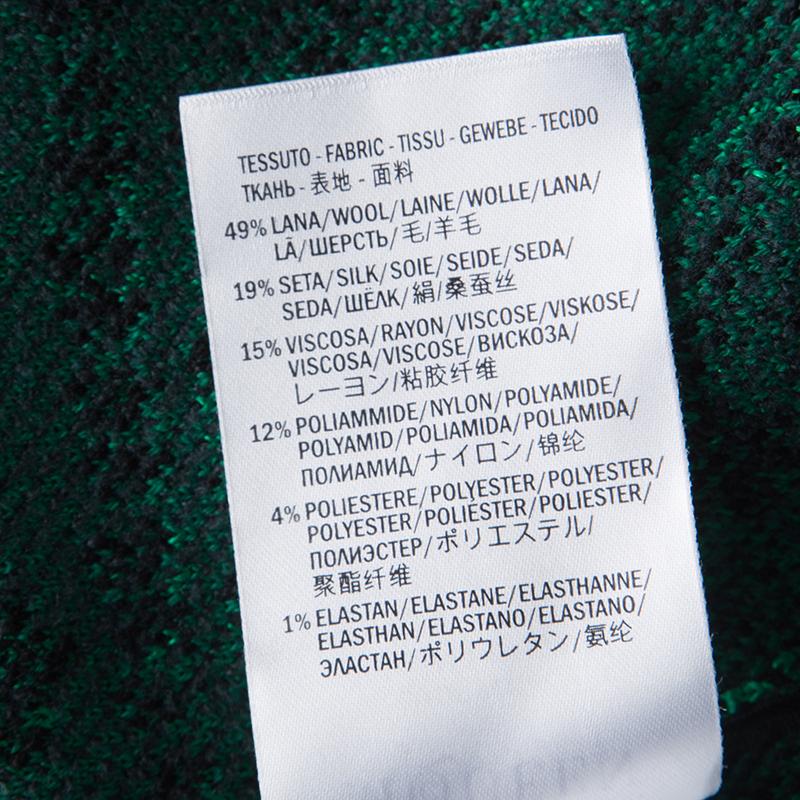 TESSUTO - FABRIC - TISSU - GEWEBE - TECIDO
ТКАНЬ - 表地 - 面料
49% LANA/WOOL/LAINE/WOLLE/LANA/
LÃ/ШЕРСТЬ/毛/羊毛
19% SETA/SILK/SOIE/SEIDE/SEDA/
SEDA/ШЁЛК/絹/桑蚕丝
15% VISCOSA/RAYON/VISCOSE/VISKOSE/
VISCOSA/VISCOSE/ВИСКОЗА/
レーヨン/粘胶纤维
12% POLIAMMIDE/NYLON/POLYAMIDE/
POLYAMID/POLIAMIDA/POLIAMIDA/
ПОЛИАМИД/ナイロン/锦纶
4% POLIESTERE/POLYESTER/POLYESTER/
POLYESTER/POLIÉSTER/POLIESTER/
ПОЛИЭСТЕР/ポリエステル/
聚酯纤维
1% ELASTAN/ELASTANE/ELASTHANNE/
ELASTHAN/ELASTANO/ELASTANO/
ЭЛАСТАН/ポリウレタン/氨纶